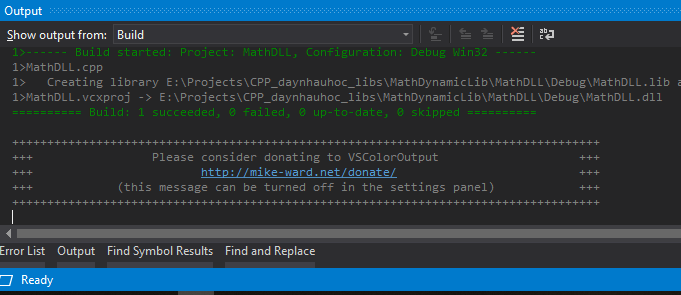 Output
Show output from: Build
1>------ Build started: Project: MathDLL, Configuration: Debug Win32 ------
1>MathDLL.cpp
1>   Creating library E:\Projects\CPP_daynhauhoc_libs\MathDynamicLib\MathDLL\Debug\MathDLL.lib a
1>MathDLL.vcxproj -> E:\Projects\CPP_daynhauhoc_libs\MathDynamicLib\MathDLL\Debug\MathDLL.dll
========== Build: 1 succeeded, 0 failed, 0 up-to-date, 0 skipped ==========
++++++++++++++++++++++++++++++++++++++++++++++++++++++++++++++++++++++++++++++++++++
+++                 Please consider donating to VSColorOutput                    +++
+++                        http://mike-ward.net/donate/                          +++
+++            (this message can be turned off in the settings panel)            +++
++++++++++++++++++++++++++++++++++++++++++++++++++++++++++++++++++++++++++++++++++++
Error List Output Find Symbol Results Find and Replace
Ready